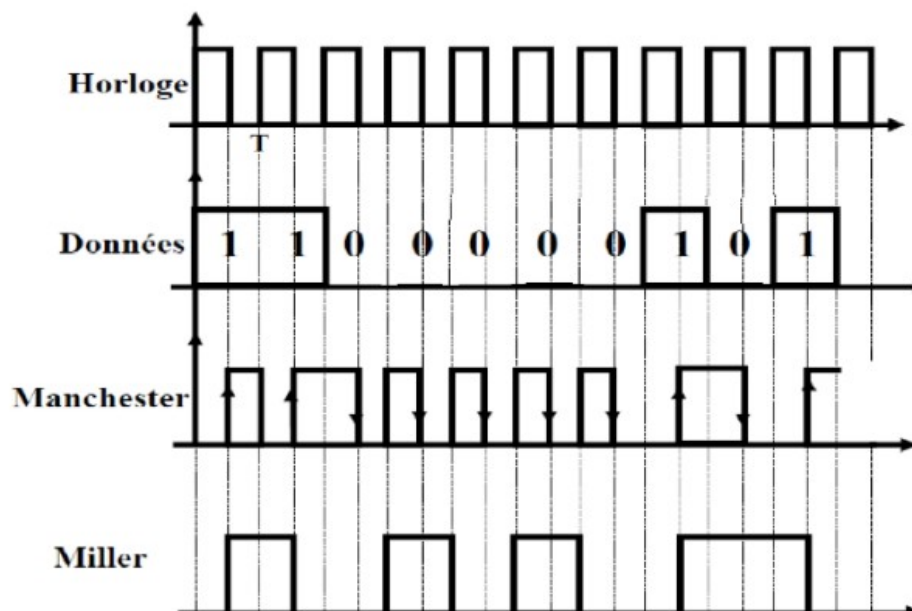 Horloge
T
Données 1 1 0 0 0 0 0 1 0 1
Manchester
Miller